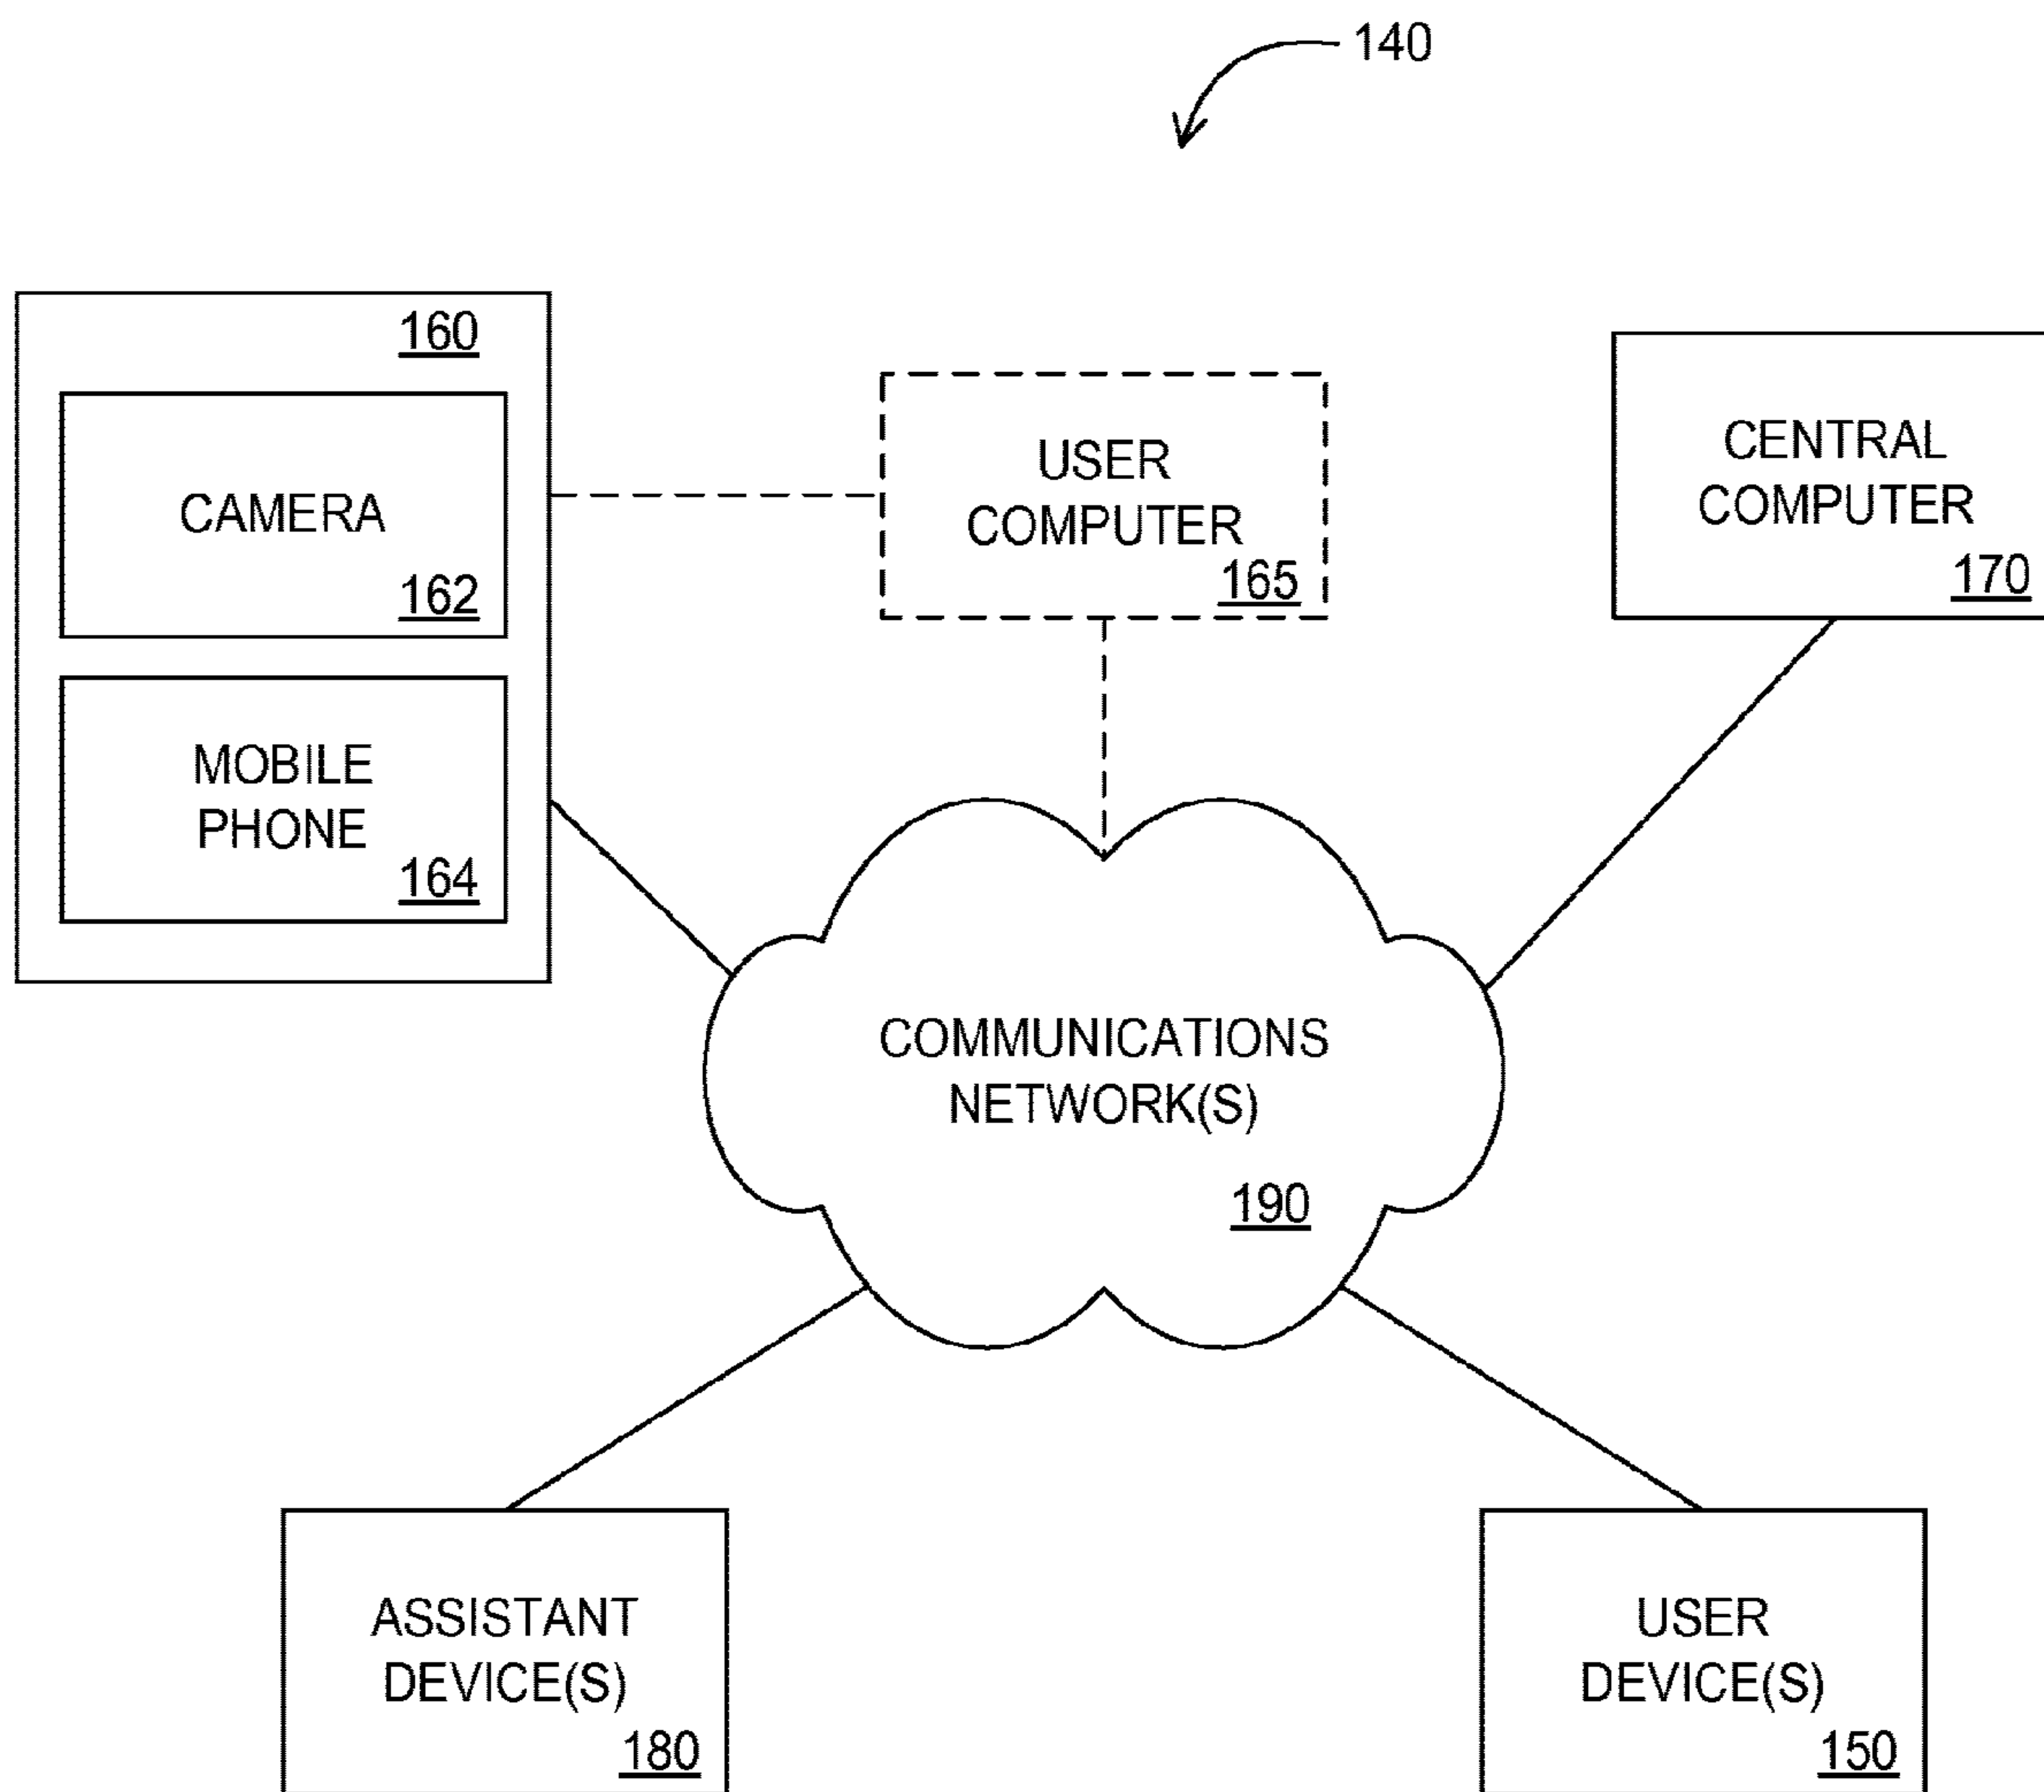 140
160
CAMERA
162
MOBILE
PHONE
164
USER
COMPUTER
165
CENTRAL
COMPUTER
170
COMMUNICATIONS
NETWORK(S)
190
ASSISTANT
DEVICE(S)
180
USER
DEVICE(S)
150